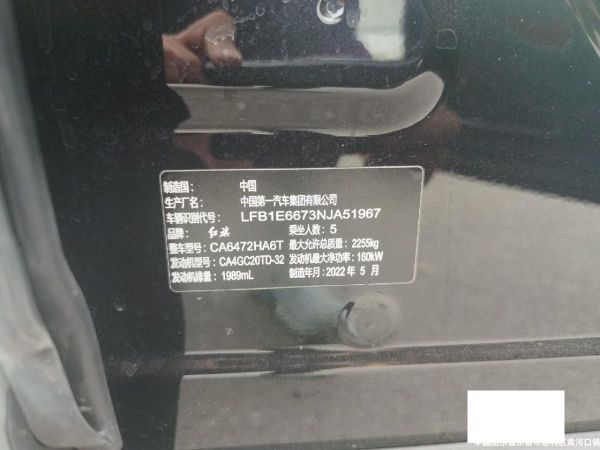 制造国： 中国
生产厂名： 中国第一汽车集团有限公司
车辆识别代号： LFB1E6673NJA51967
品牌： 红旗 乘坐人数：5
整车型号：CA6472HA6T 最大允许总质量：2255kg
发动机型号：CA4GC20TD-32 发动机最大净功率：160kW
发动机排量：1989mL 制造年月：2022 年 5 月
黄河口镇